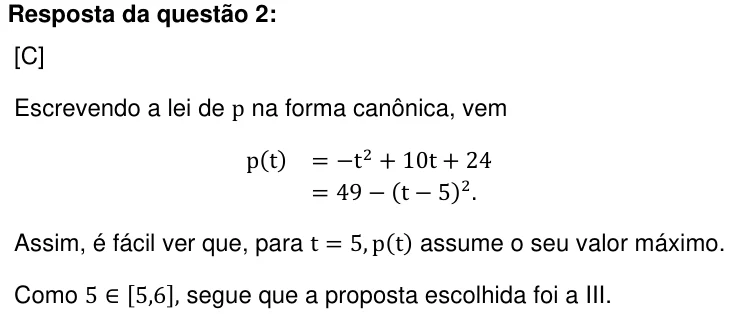 Resposta da questão 2:
[C]
Escrevendo a lei de p na forma canônica, vem
p(t) = −t² + 10t + 24
= 49 − (t − 5)².
Assim, é fácil ver que, para t = 5, p(t) assume o seu valor máximo.
Como 5 ∈ [5,6], segue que a proposta escolhida foi a III.